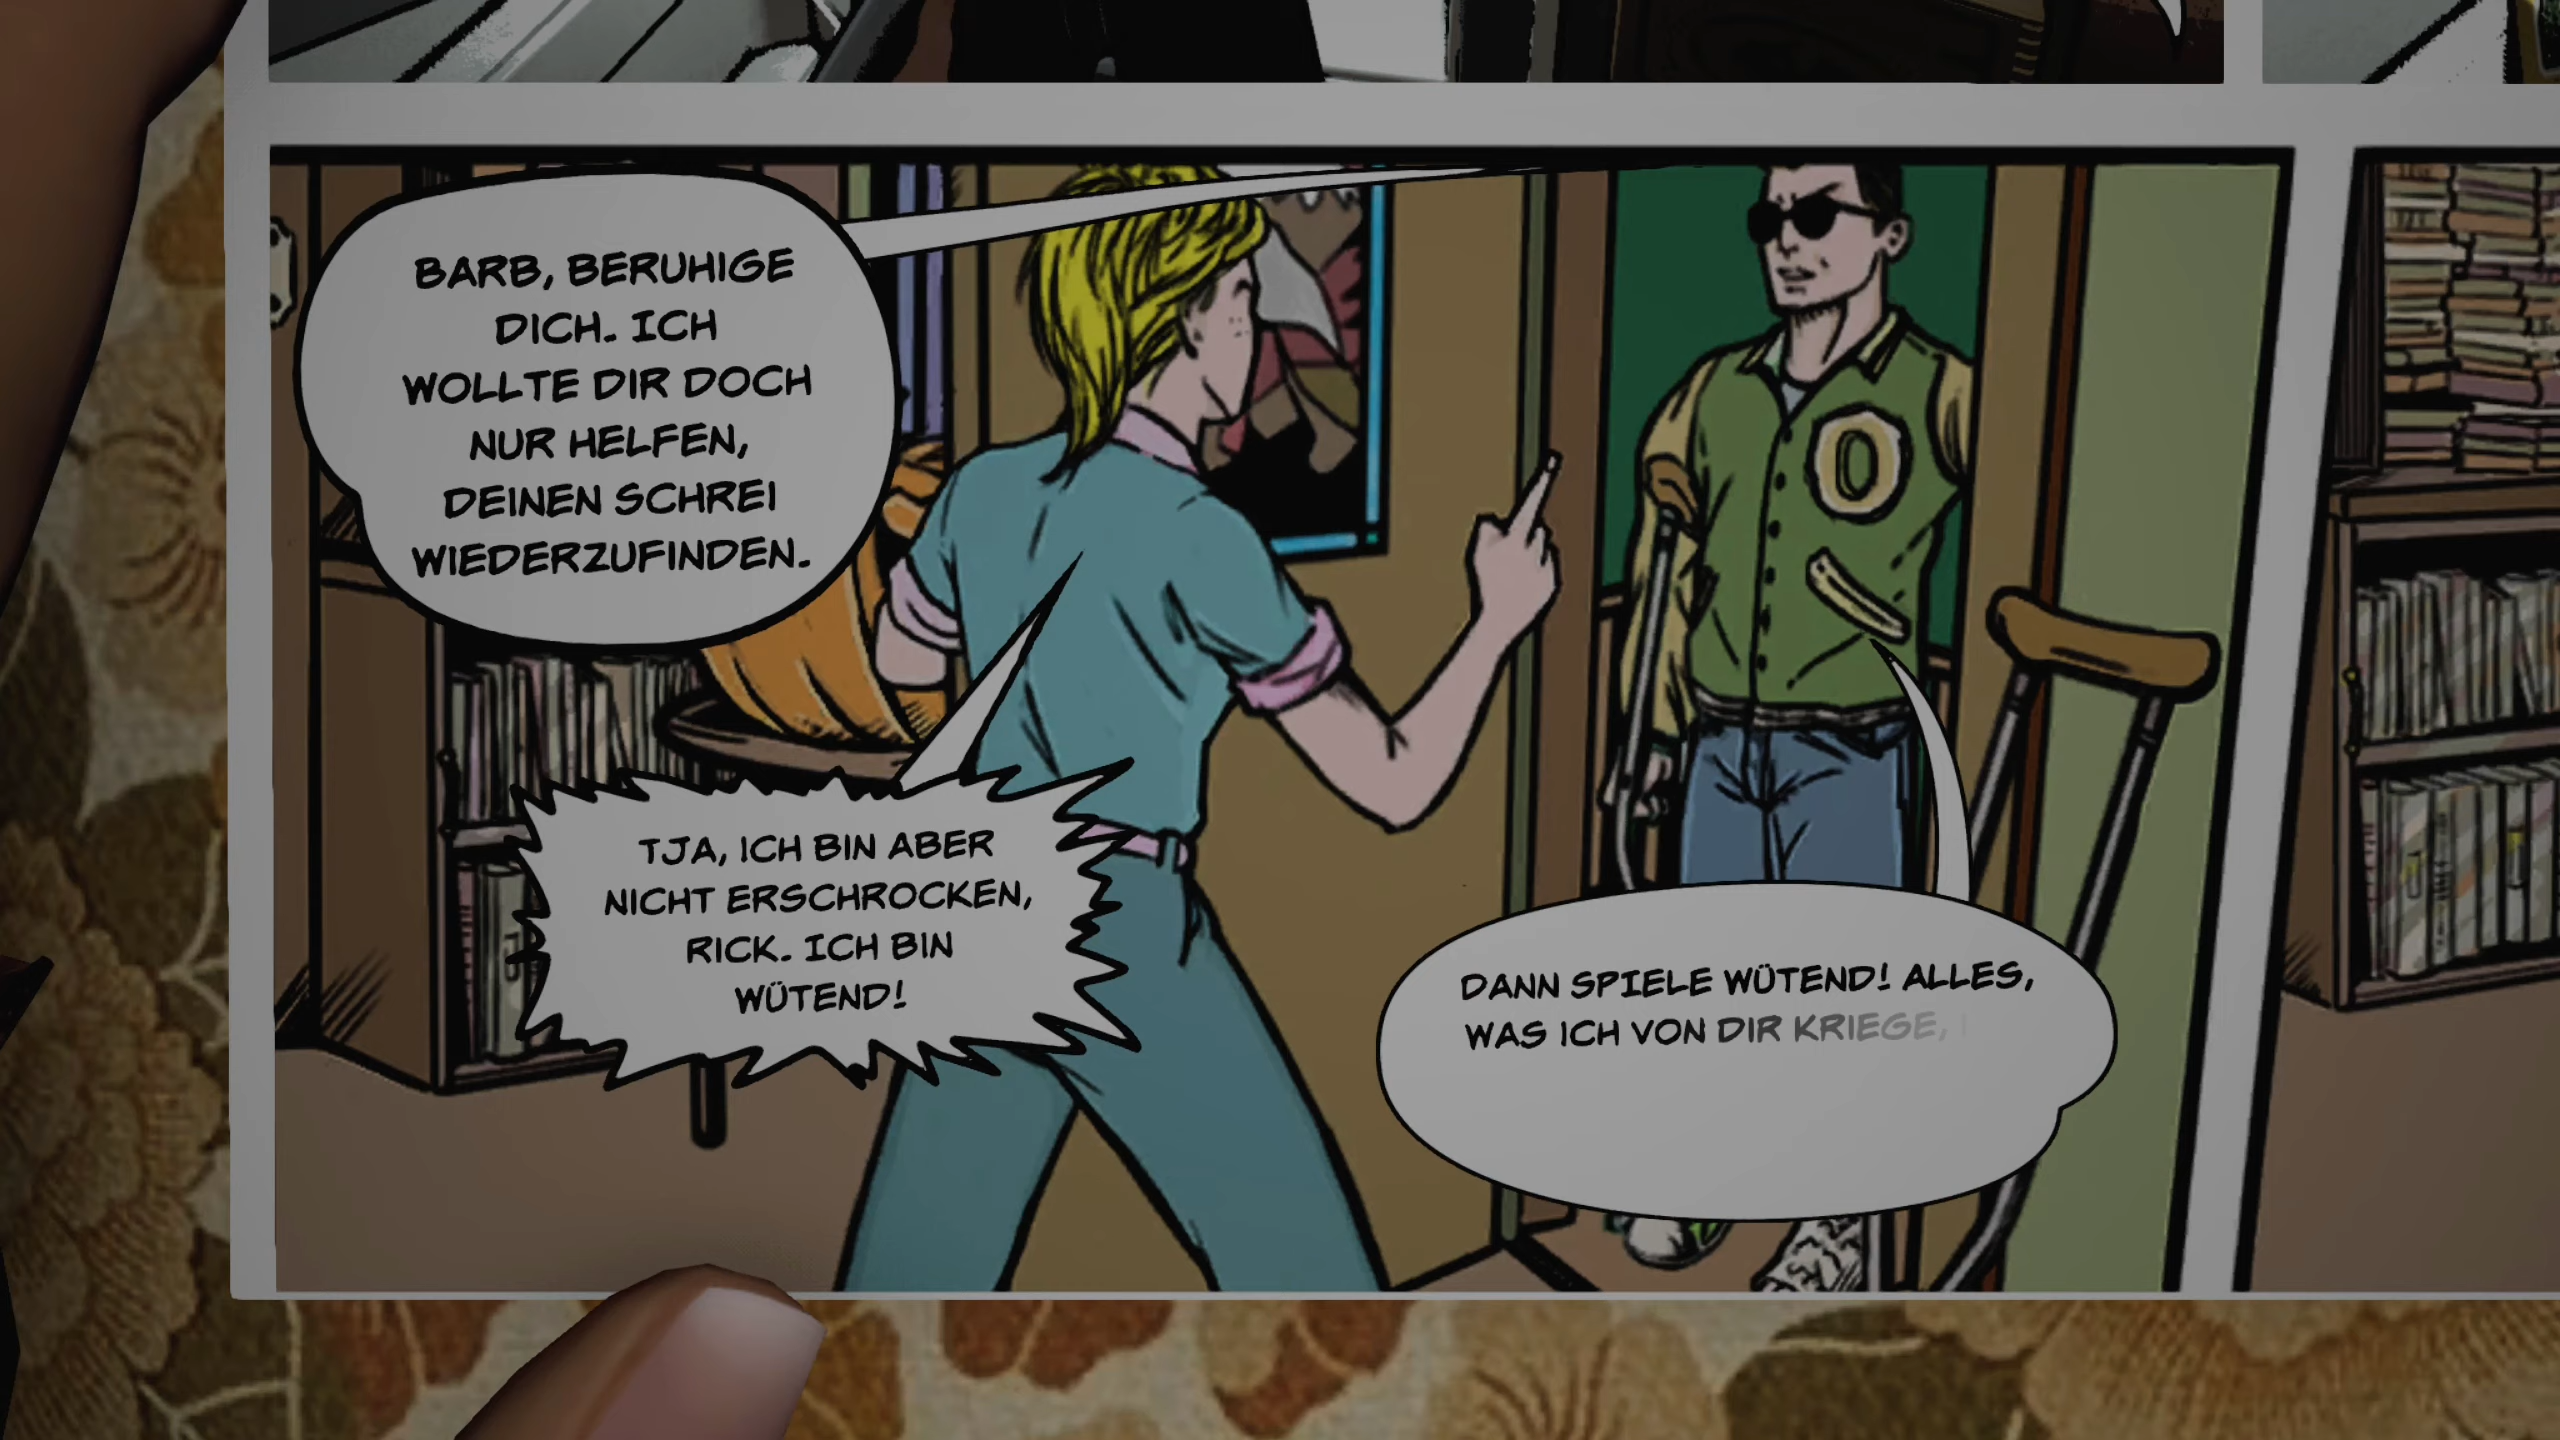 BARB, BERUHIGE
DICH. ICH
WOLLTE DIR DOCH
NUR HELFEN,
DEINEN SCHREI
WIEDERZUFINDEN.
TJA, ICH BIN ABER
NICHT ERSCHROCKEN,
RICK. ICH BIN
WÜTEND!
DANN SPIELE WÜTEND! ALLES,
WAS ICH VON DIR KRIEGE,
O